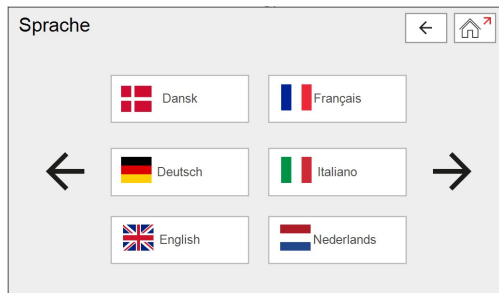 Sprache
Dansk
Français
Deutsch
Italiano
English
Nederlands